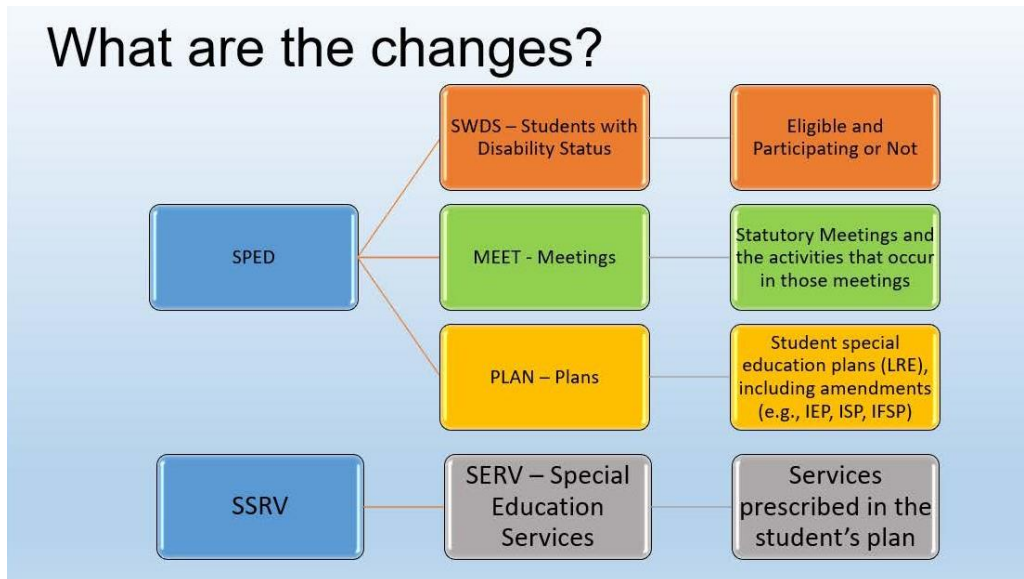 What are the changes?
SWDS – Students with
Disability Status
Eligible and
Participating or Not
SPED
MEET - Meetings
Statutory Meetings and
the activities that occur
in those meetings
PLAN – Plans
Student special
education plans (LRE),
including amendments
(e.g., IEP, ISP, IFSP)
SSRV
SERV – Special
Education
Services
Services
prescribed in the
student’s plan